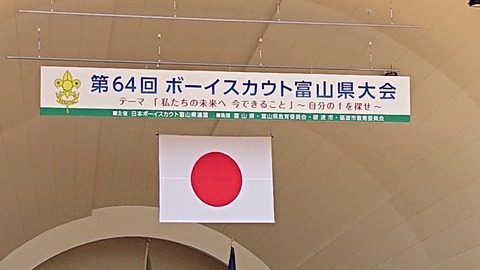 第64回 ボーイスカウト富山県大会
テーマ 「私たちの未来へ 今できること」～自分のfを探せ～
■主催 日本ボーイスカウト富山県連盟 ■後援 富山県・富山県教育委員会・砺波市・砺波市教育委員会